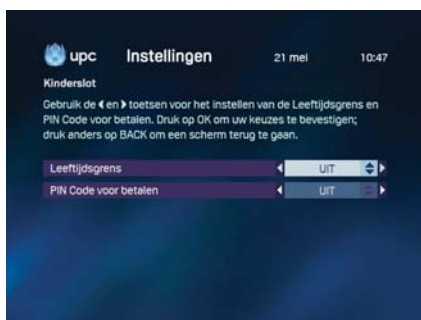 upc Instellingen 21 mei 10:47
Kinderslot
Gebruik de en toetsen voor het instellen van de Leeftijdsgrens en
PIN Code voor betalen. Druk op OK om uw keuzes te bevestigen;
druk anders op BACK om een scherm terug te gaan.
Leeftijdsgrens UIT
PIN Code voor betalen UIT